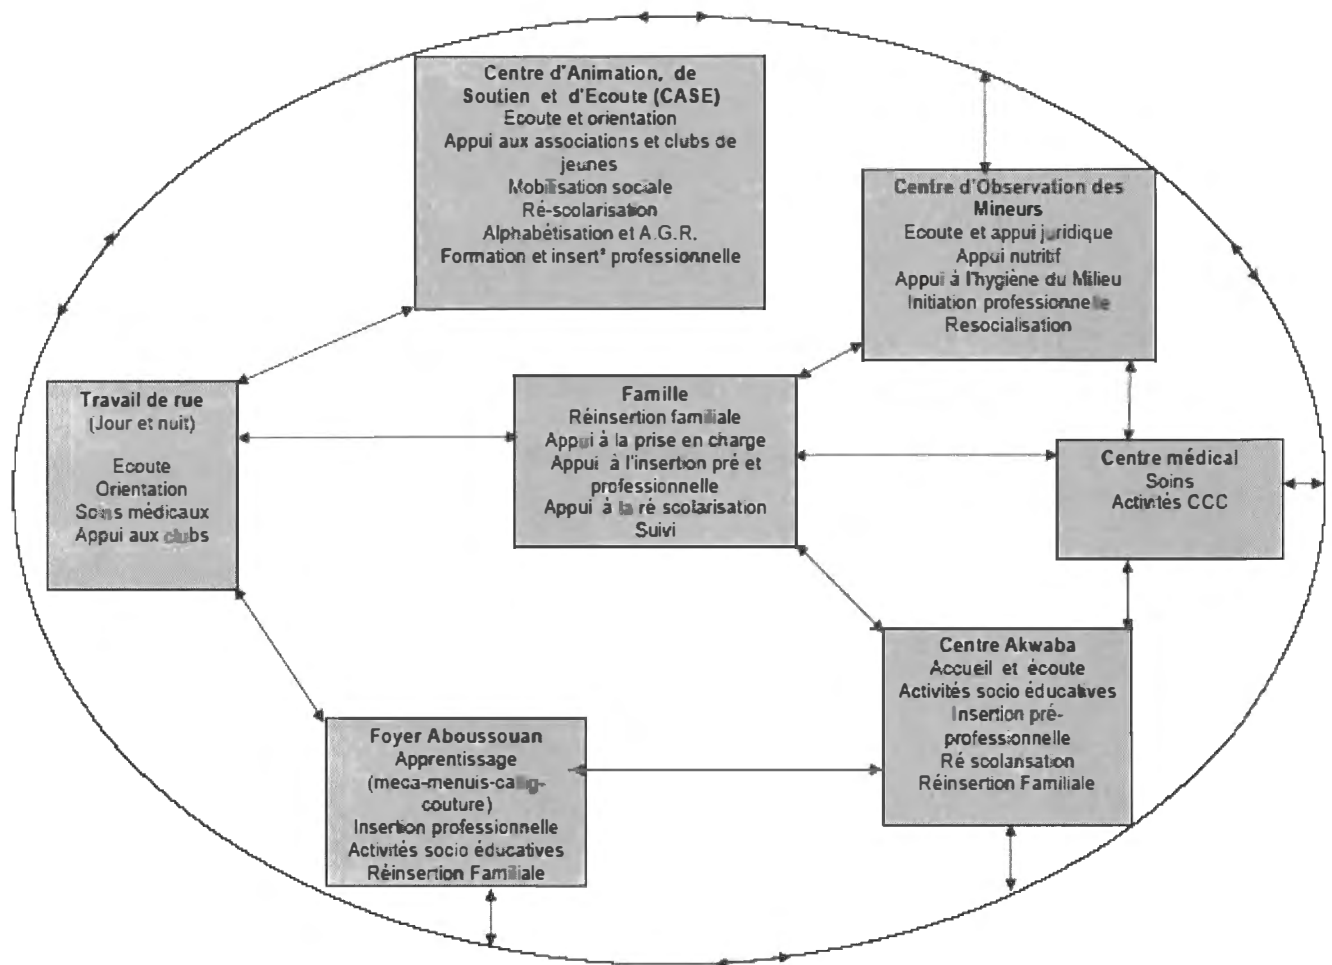 Centre d'Animation, de
Soutien et d'Ecoute (CASE)
Ecoute et orientation
Appui aux associations et clubs de
jeunes
Mobilisation sociale
Ré-scolarisation
Alphabétisation et A.G.R.
Formation et insert° professionnelle
Centre d'Observation des
Mineurs
Ecoute et appui juridique
Appui nutritif
Appui à l'hygiène du Milieu
Initiation professionnelle
Resocialisation
Travail de rue
(Jour et nuit)
Ecoute
Orientation
Soins médicaux
Appui aux clubs
Famille
Réinsertion familiale
Appui à la prise en charge
Appui à l'insertion pré et
professionnelle
Appui à la ré scolarisation
Suivi
Centre médical
Soins
Activités CCC
Centre Akwaba
Accueil et écoute
Activités socio éducatives
Insertion pré-
professionnelle
Ré scolarisation
Réinsertion Familiale
Foyer Aboussouan
Apprentissage
(meca-menuis-
couture)
Insertion professionnelle
Activités socio éducatives
Réinsertion Familiale